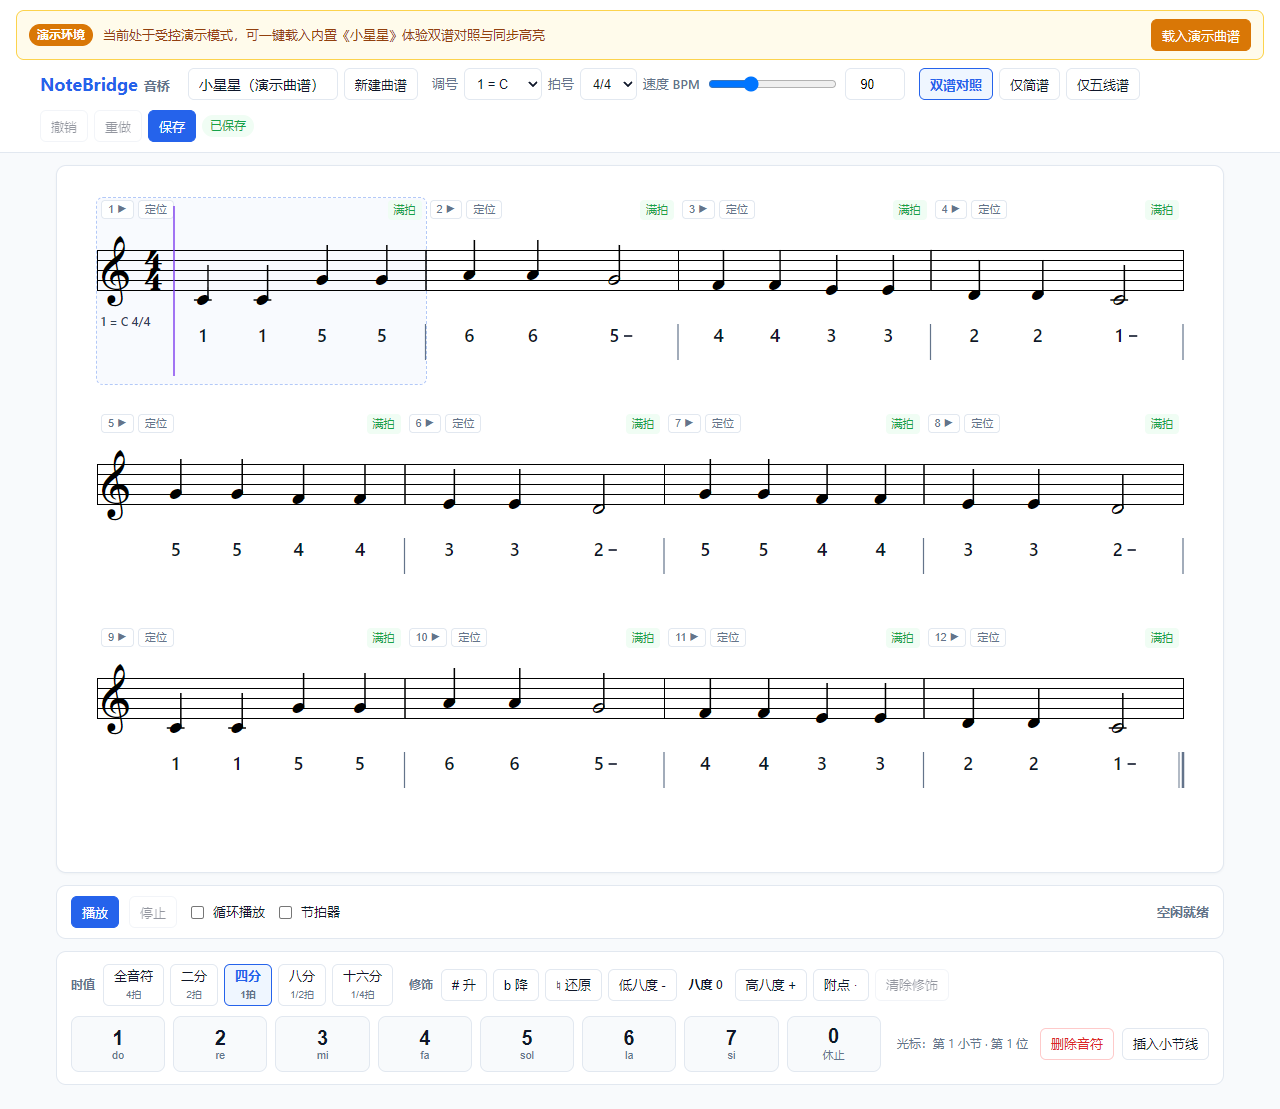 演示环境 当前处于受控演示模式，可一键载入内置《小星星》体验双谱对照与同步高亮 载入演示曲谱
NoteBridge 音桥 小星星（演示曲谱） 新建曲谱 调号 1 = C 拍号 4/4 速度 BPM 90 双谱对照 仅简谱 仅五线谱
撤销 重做 保存 已保存
1 ▶ 定位 满拍 2 ▶ 定位 满拍 3 ▶ 定位 满拍 4 ▶ 定位 满拍
4
4
1 = C 4/4
1 1 5 5 6 6 5 – 4 4 3 3 2 2 1 –
5 ▶ 定位 满拍 6 ▶ 定位 满拍 7 ▶ 定位 满拍 8 ▶ 定位 满拍
5 5 4 4 3 3 2 – 5 5 4 4 3 3 2 –
9 ▶ 定位 满拍 10 ▶ 定位 满拍 11 ▶ 定位 满拍 12 ▶ 定位 满拍
1 1 5 5 6 6 5 – 4 4 3 3 2 2 1 –
播放 停止 循环播放 节拍器 空闲就绪
时值 全音符 二分 四分 八分 十六分 修饰 # 升 b 降 ♮ 还原 低八度 - 八度 0 高八度 + 附点 · 清除修饰
4拍 2拍 1拍 1/2拍 1/4拍
1 2 3 4 5 6 7 0
do re mi fa sol la si 休止
光标：第 1 小节 · 第 1 位 删除音符 插入小节线